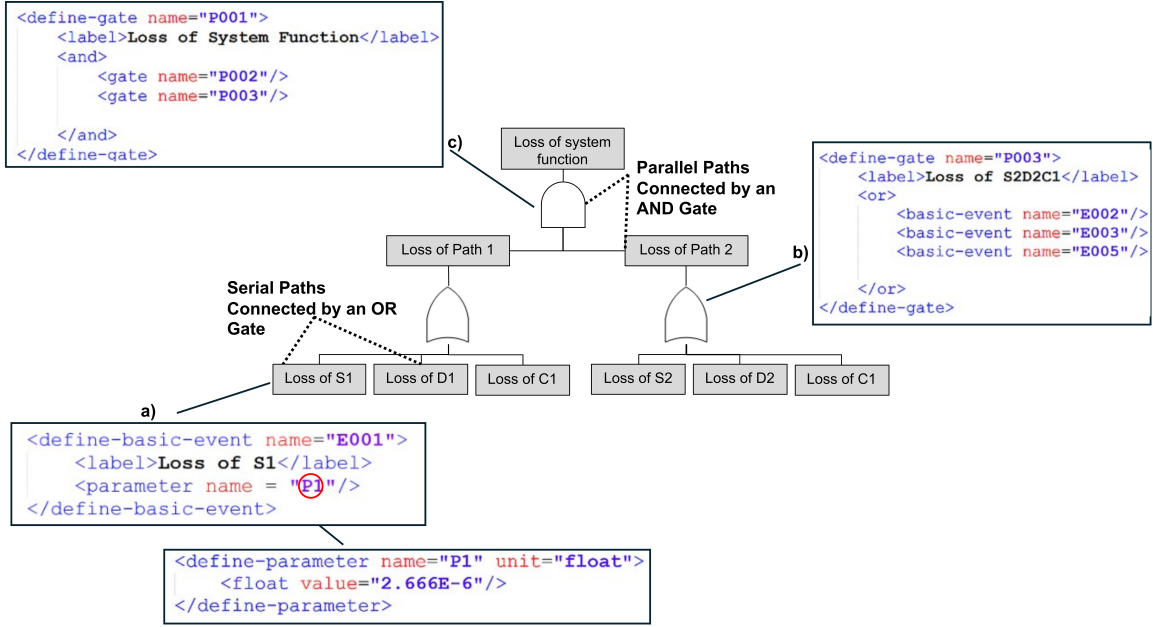 <define-gate name="P001">
<label>Loss of System Function</label>
<and>
<gate name="P002"/>
<gate name="P003"/>
</and>
</define-gate>
c)
Loss of system
function
Parallel Paths
Connected by an
AND Gate
<define-gate name="P003">
<label>Loss of S2D2C1</label>
<or>
<basic-event name="E002"/>
<basic-event name="E003"/>
<basic-event name="E005"/>
</or>
</define-gate>
b)
Loss of Path 1
Loss of Path 2
Serial Paths
Connected by an OR
Gate
Loss of S1
Loss of D1
Loss of C1
Loss of S2
Loss of D2
Loss of C1
a)
<define-basic-event name="E001">
<label>Loss of S1</label>
<parameter name = "P1"/>
</define-basic-event>
<define-parameter name="P1" unit="float">
<float value="2.666E-6"/>
</define-parameter>